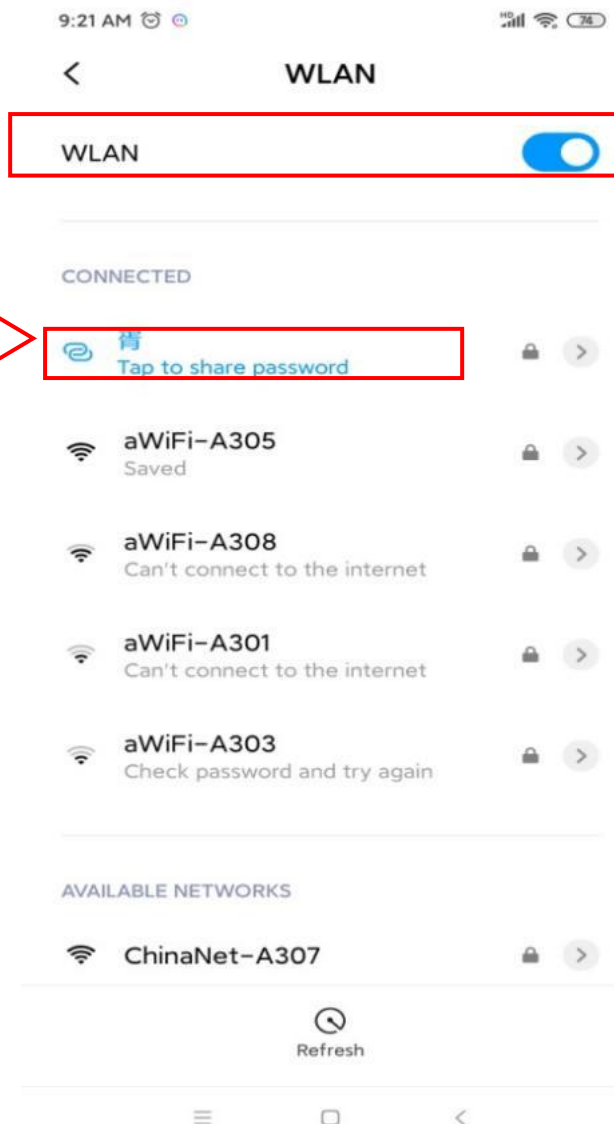 9:21 AM
HD 74
WLAN
WLAN
CONNECTED
Tap to share password
aWiFi-A305
Saved
aWiFi-A308
Can't connect to the internet
aWiFi-A301
Can't connect to the internet
aWiFi-A303
Check password and try again
AVAILABLE NETWORKS
ChinaNet-A307
Refresh